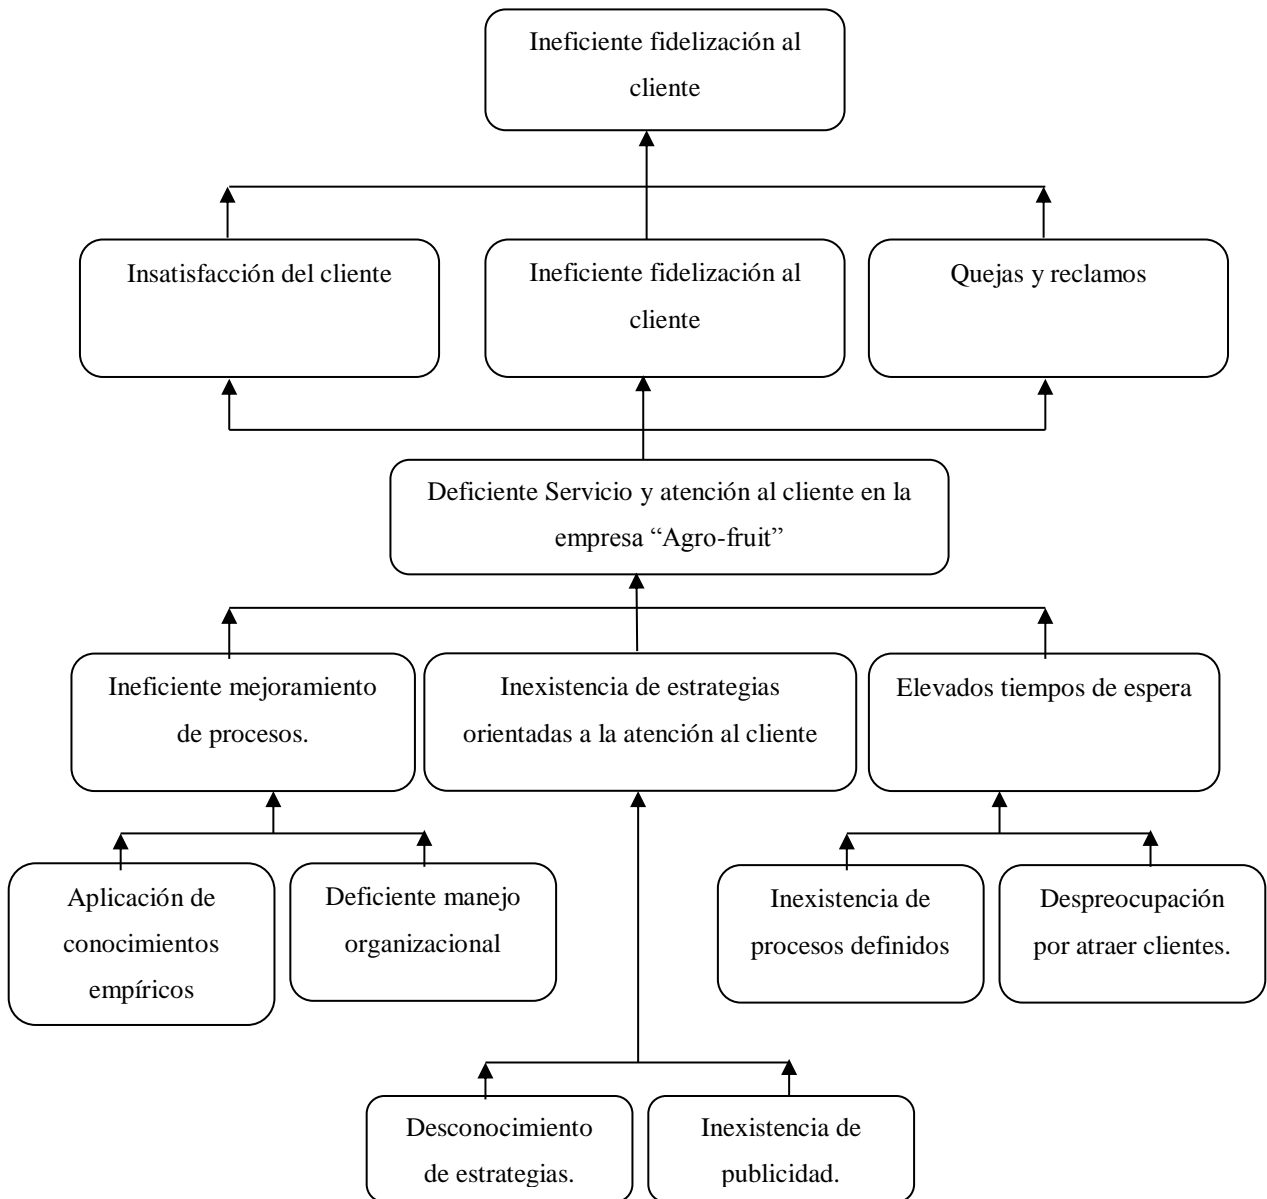 Ineficiente fidelización al
cliente
Insatisfacción del cliente
Ineficiente fidelización al
cliente
Quejas y reclamos
Deficiente Servicio y atención al cliente en la
empresa “Agro-fruit”
Ineficiente mejoramiento
de procesos.
Inexistencia de estrategias
orientadas a la atención al cliente
Elevados tiempos de espera
Aplicación de
conocimientos
empíricos
Deficiente manejo
organizacional
Inexistencia de
procesos definidos
Despreocupación
por atraer clientes.
Desconocimiento
de estrategias.
Inexistencia de
publicidad.